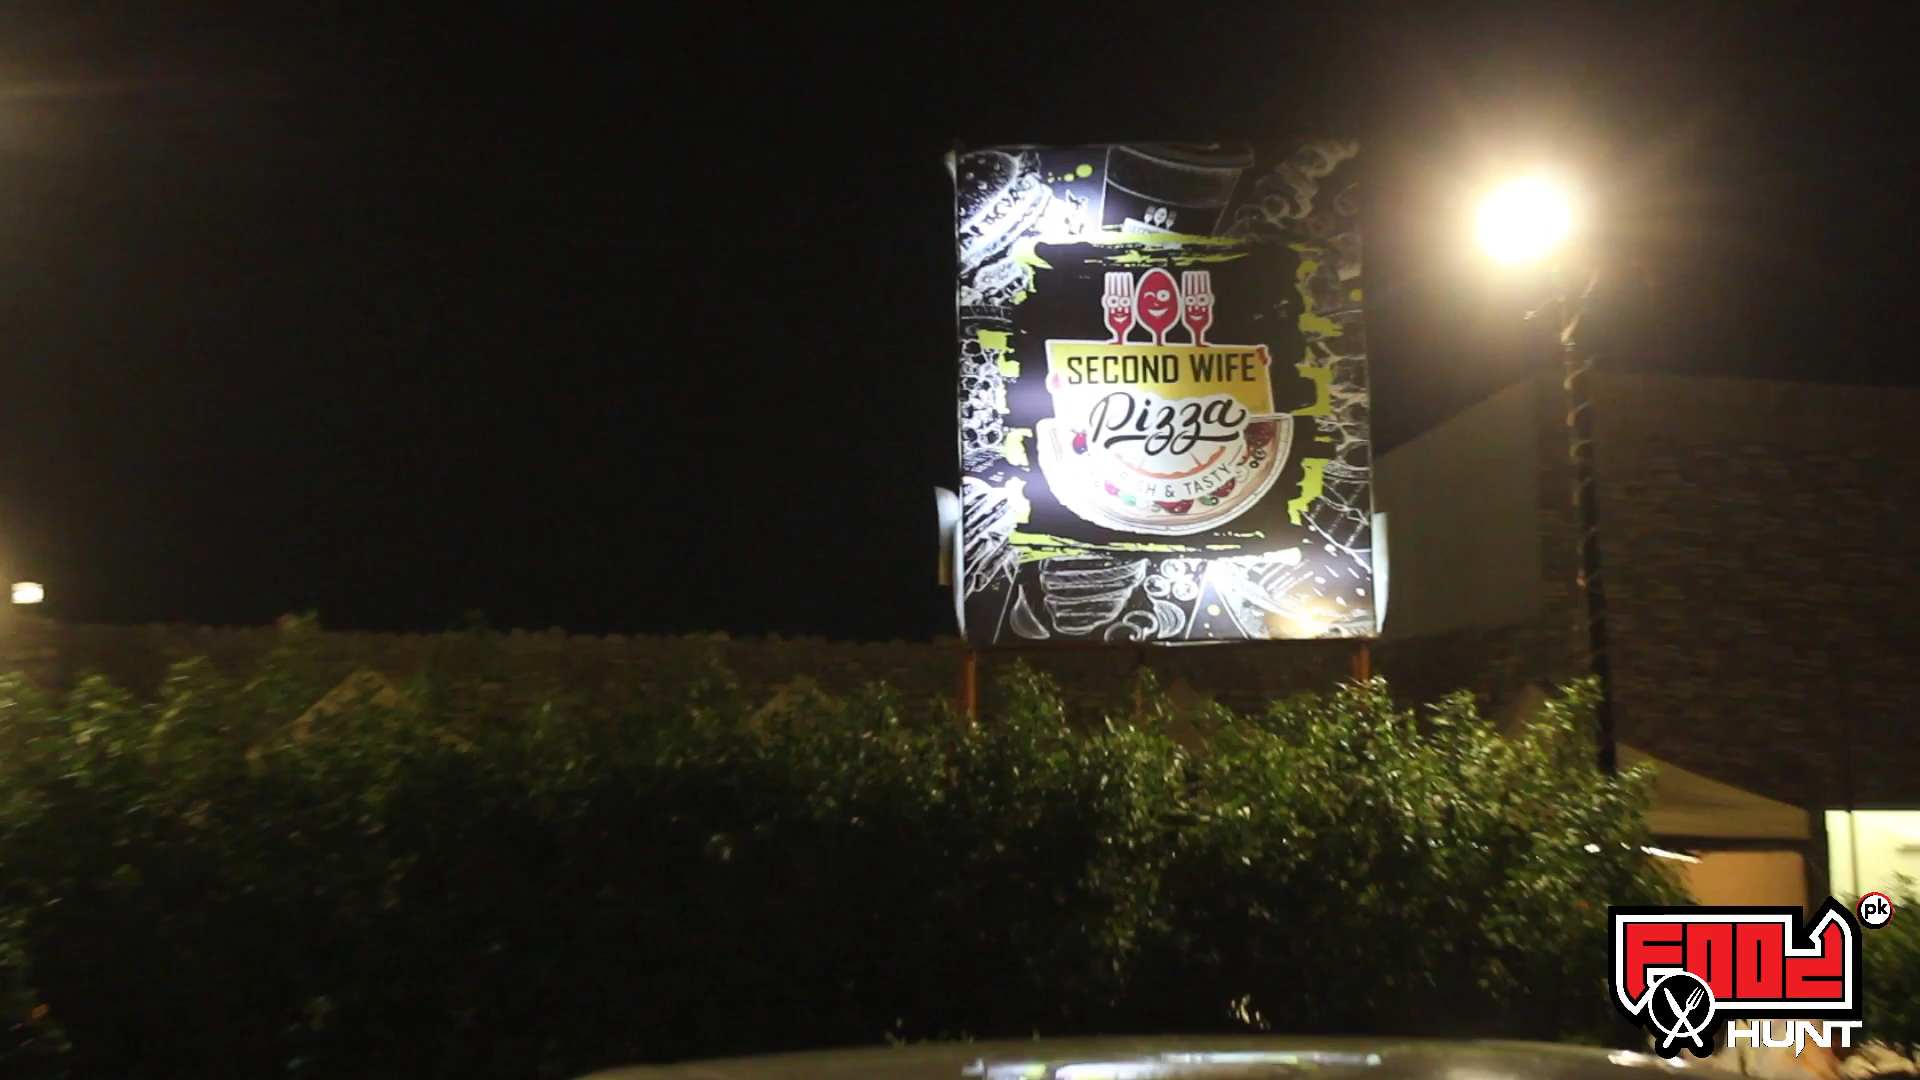 SECOND WIFE
Pizza
& TASTY
pk
FOOD
HUNT